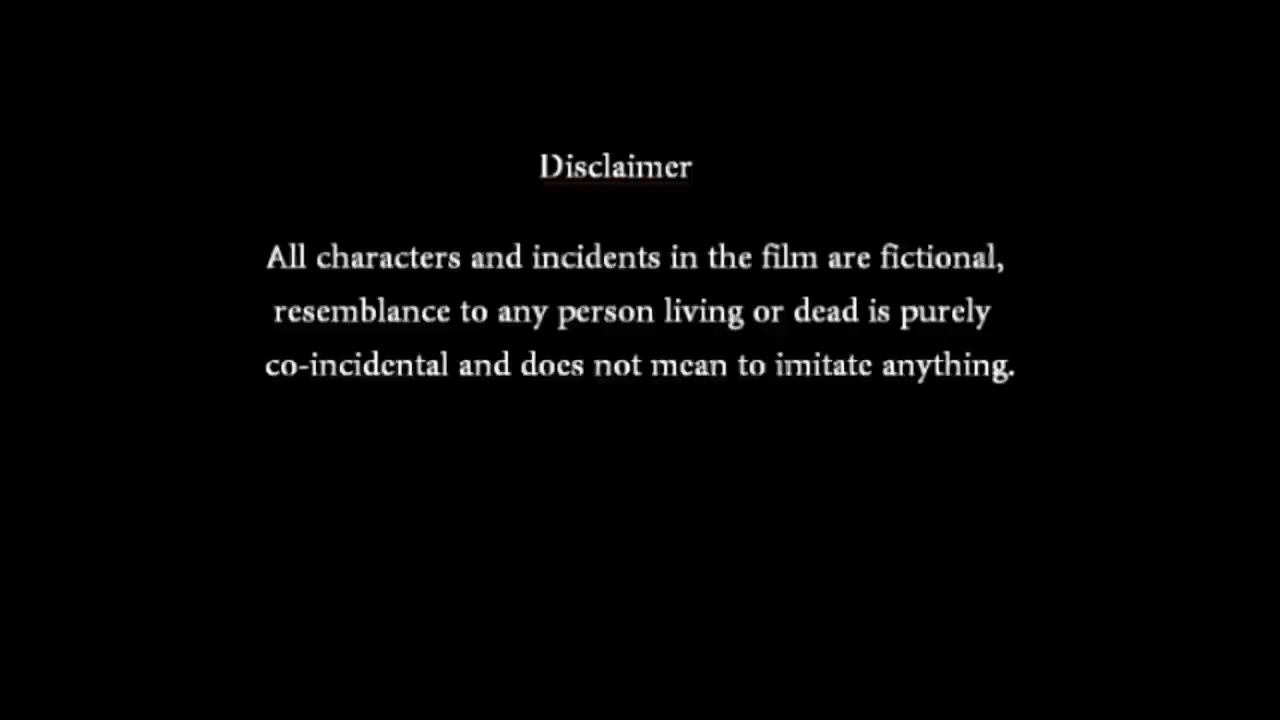 Disclaimer
All characters and incidents in the film are fictional,
resemblance to any person living or dead is purely
co-incidental and does not mean to imitate anything.